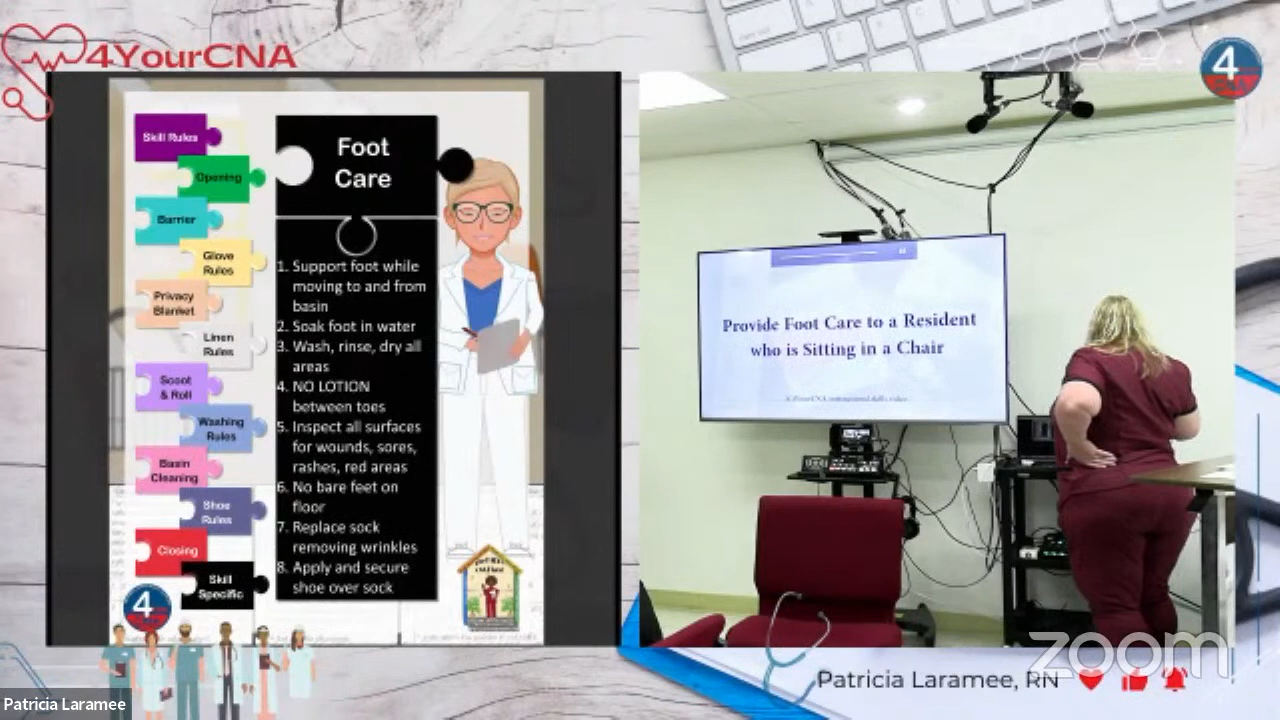 4YourCNA
4
Skill Rules
Opening
Barrier
Glove
Rules
Privacy
Blanket
Linen
Rules
Scoot
& Roll
Washing
Rules
Basin
Cleaning
Shoe
Rules
Closing
Skill
Specific
4
Foot
Care
1. Support foot while
moving to and from
basin
2. Soak foot in water
3. Wash, rinse, dry all
areas
4. NO LOTION
between toes
5. Inspect all surfaces
for wounds, sores,
rashes, red areas
6. No bare feet on
floor
7. Replace sock
removing wrinkles
8. Apply and secure
shoe over sock
Provide Foot Care to a Resident
who is Sitting in a Chair
zoom
Patricia Laramee, RN
Patricia Laramee